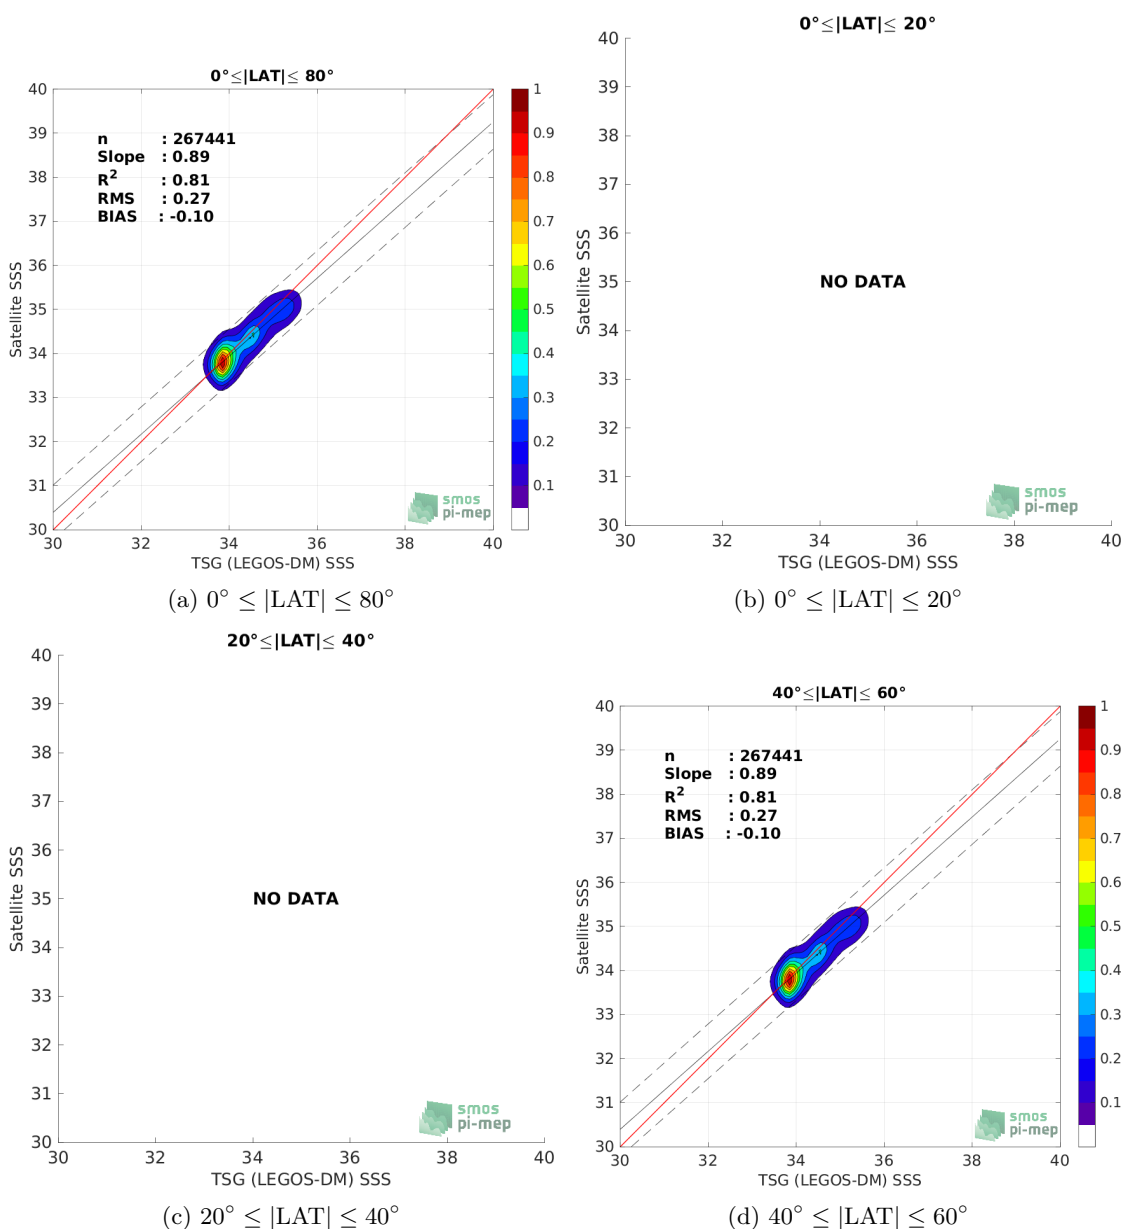 0°≤|LAT|≤ 80°
n : 267441
Slope : 0.89
R2 : 0.81
RMS : 0.27
BIAS : -0.10
40
39
38
37
36
35
34
33
32
31
30
Satellite SSS
30 32 34 36 38 40
TSG (LEGOS-DM) SSS
1
0.9
0.8
0.7
0.6
0.5
0.4
0.3
0.2
0.1
smos
pi-mep
(a) 0° ≤ |LAT| ≤ 80°
0°≤|LAT|≤ 20°
40
39
38
37
36
35
34
33
32
31
30
Satellite SSS
NO DATA
smos
pi-mep
30 32 34 36 38 40
TSG (LEGOS-DM) SSS
(b) 0° ≤ |LAT| ≤ 20°
20°≤|LAT|≤ 40°
40
39
38
37
36
35
34
33
32
31
30
Satellite SSS
NO DATA
smos
pi-mep
30 32 34 36 38 40
TSG (LEGOS-DM) SSS
(c) 20° ≤ |LAT| ≤ 40°
40°≤|LAT|≤ 60°
n : 267441
Slope : 0.89
R2 : 0.81
RMS : 0.27
BIAS : -0.10
40
39
38
37
36
35
34
33
32
31
30
Satellite SSS
30 32 34 36 38 40
TSG (LEGOS-DM) SSS
1
0.9
0.8
0.7
0.6
0.5
0.4
0.3
0.2
0.1
smos
pi-mep
(d) 40° ≤ |LAT| ≤ 60°